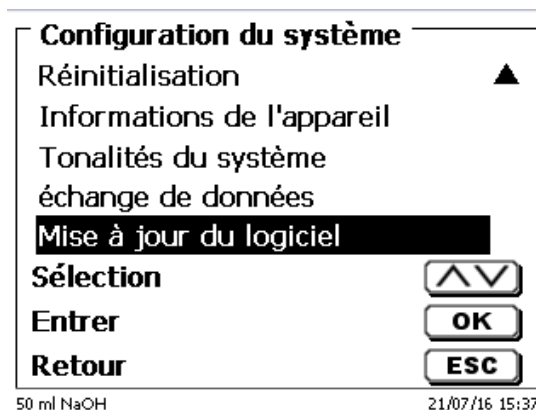 Configuration du système
Réinitialisation
Informations de l'appareil
Tonalités du système
échange de données
Mise à jour du logiciel
Sélection
Entrer OK
Retour ESC
50 ml NaOH 21/07/16 15:37